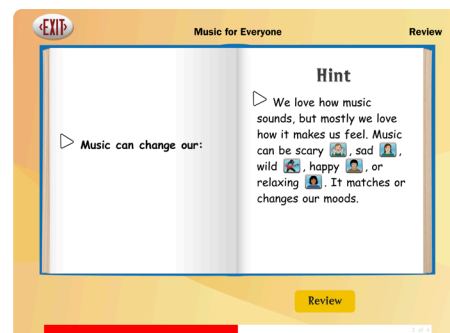 EXIT
Music for Everyone
Review
Music can change our:
Hint
We love how music
sounds, but mostly we love
how it makes us feel. Music
can be scary , sad ,
wild , happy , or
relaxing . It matches or
changes our moods.
Review